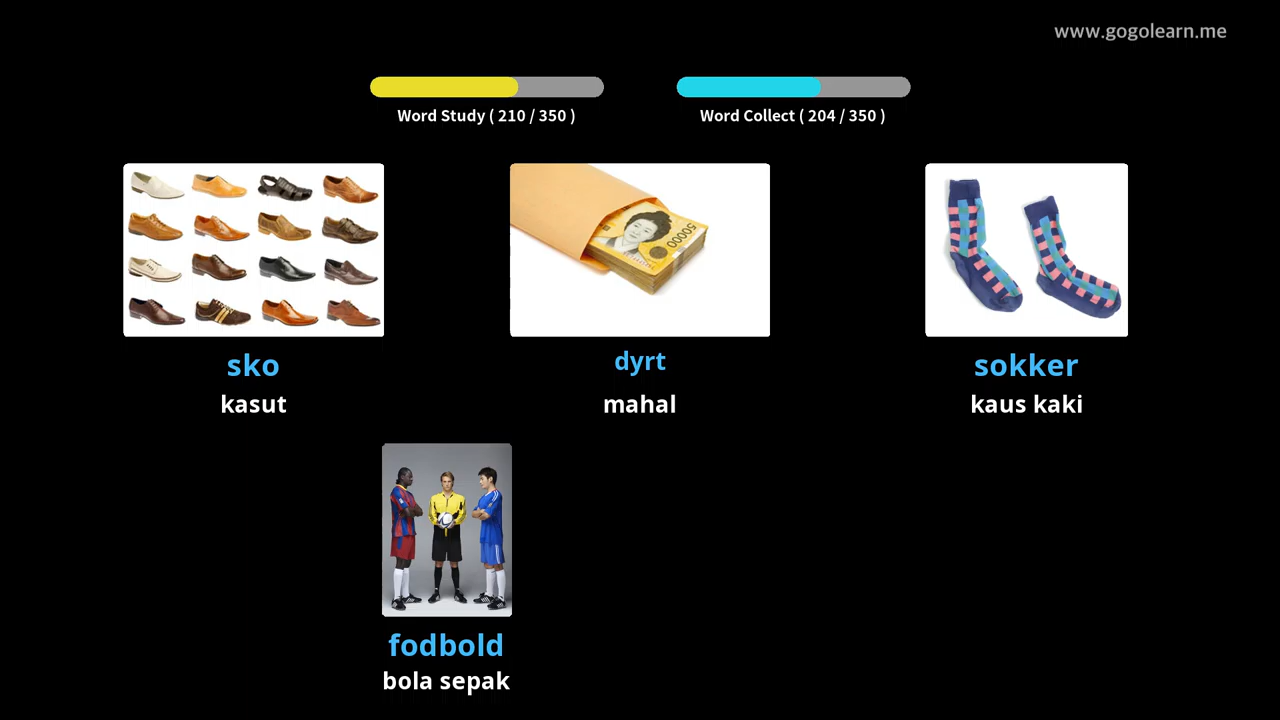 www.gogolearn.me
Word Study ( 210 / 350 )
Word Collect ( 204 / 350 )
50000
sko
dyrt
sokker
kasut
mahal
kaus kaki
fodbold
bola sepak